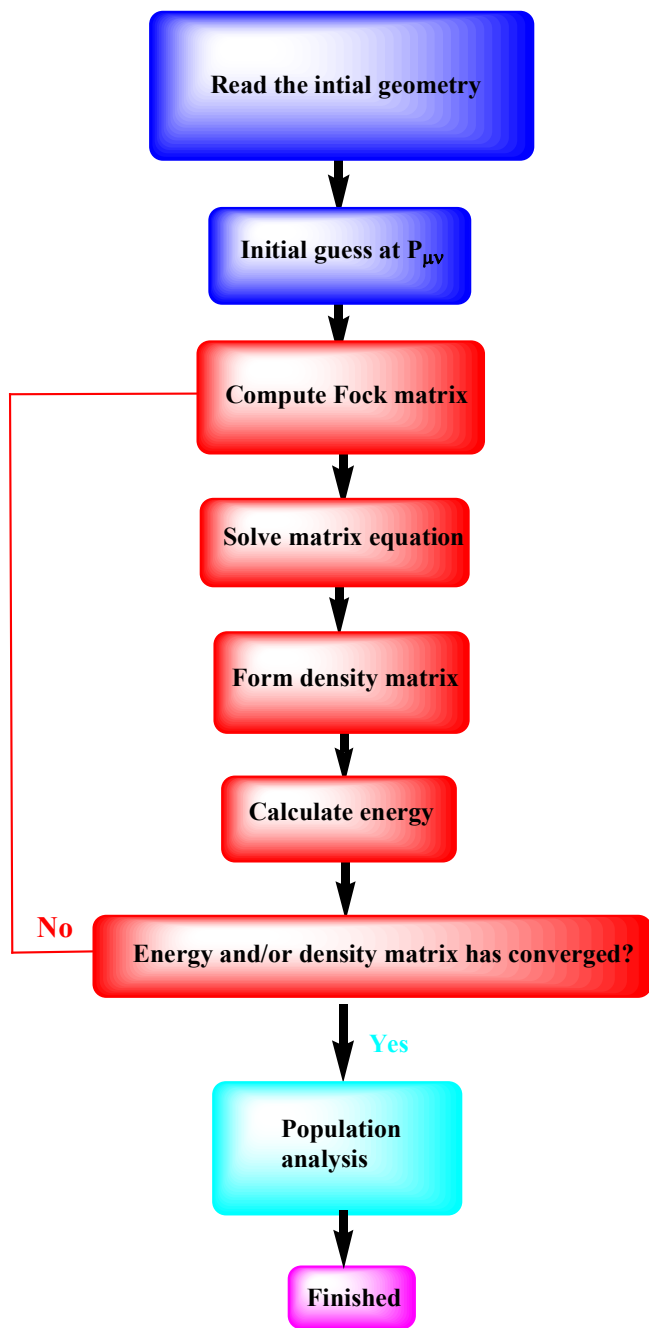 Read the intial geometry
Initial guess at Pμν
Compute Fock matrix
Solve matrix equation
Form density matrix
Calculate energy
No
Energy and/or density matrix has converged?
Yes
Population
analysis
Finished